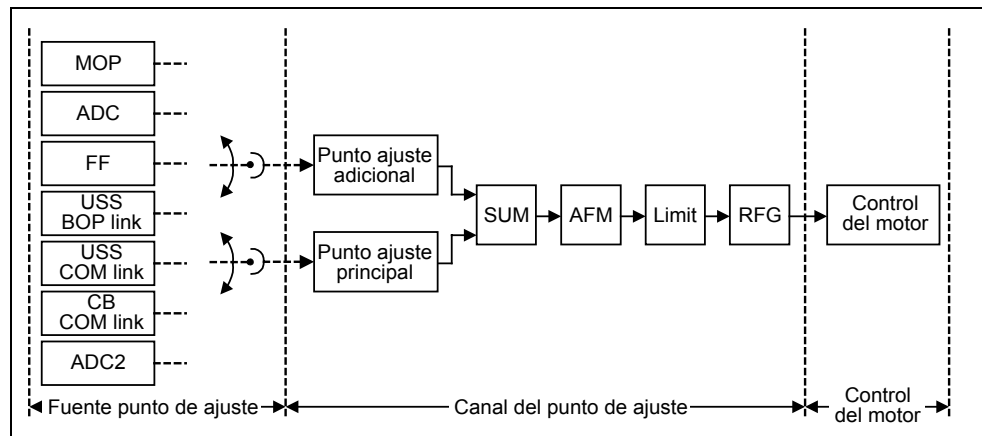 MOP
ADC
FF
USS
BOP link
USS
COM link
CB
COM link
ADC2
Punto ajuste
adicional
Punto ajuste
principal
SUM
AFM
Limit
RFG
Control
del motor
Fuente punto de ajuste
Canal del punto de ajuste
Control
del motor